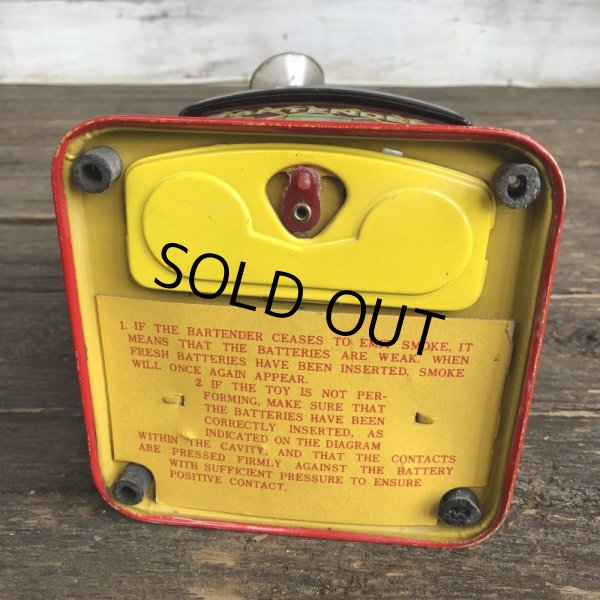 BARTENDER
SOLD OUT
1. IF THE BARTENDER CEASES TO EMIT SMOKE, IT
MEANS THAT THE BATTERIES ARE WEAK. WHEN
FRESH BATTERIES HAVE BEEN INSERTED, SMOKE
WILL ONCE AGAIN APPEAR.
2. IF THE TOY IS NOT PER-
FORMING, MAKE SURE THAT
THE BATTERIES HAVE BEEN
CORRECTLY INSERTED, AS
INDICATED ON THE DIAGRAM
WITHIN THE CAVITY, AND THAT THE CONTACTS
ARE PRESSED FIRMLY AGAINST THE BATTERY
WITH SUFFICIENT PRESSURE TO ENSURE
POSITIVE CONTACT.